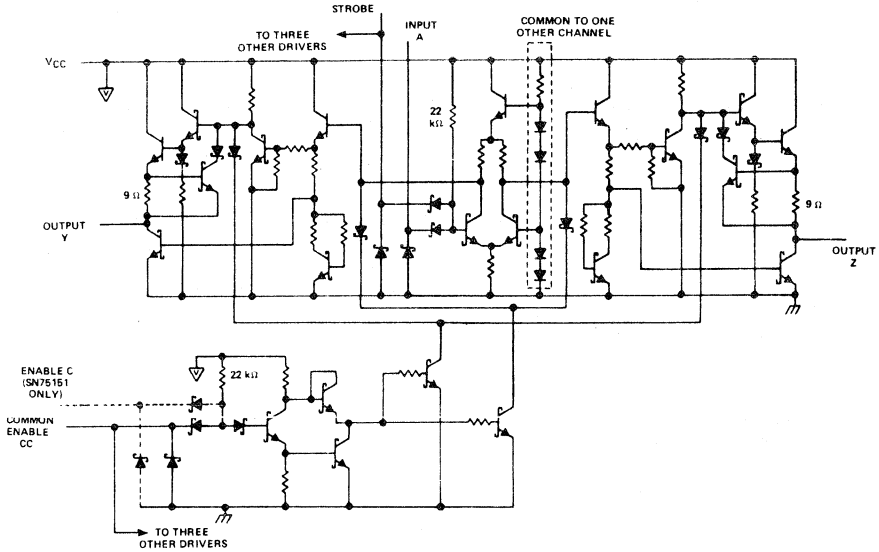 STROBE
INPUT
A
COMMON TO ONE
OTHER CHANNEL
TO THREE
OTHER DRIVERS
VCC
V
22
kΩ
9 Ω
9 Ω
OUTPUT
Y
OUTPUT
Z
ENABLE C
(SN75151
ONLY)
V
22 kΩ
COMMON
ENABLE
CC
TO THREE
OTHER DRIVERS